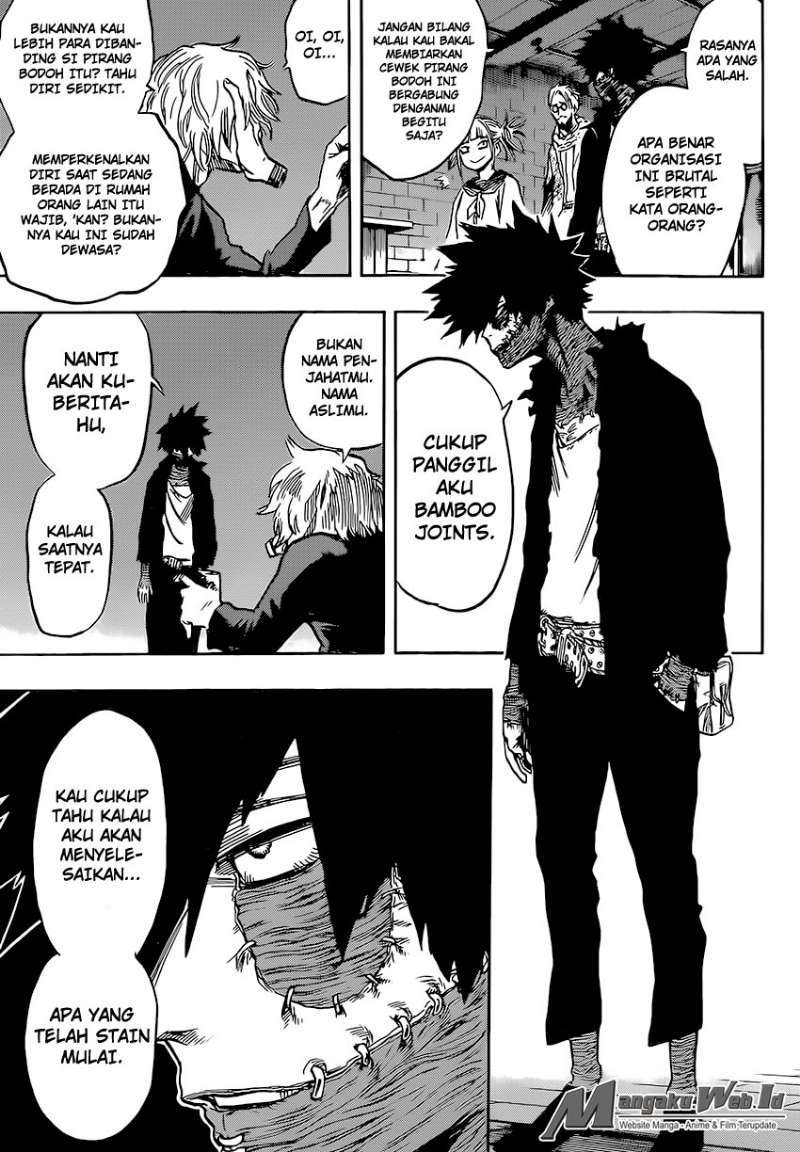 RASANYA
ADA YANG
SALAH.
APA BENAR
ORGANISASI
INI BRUTAL
SEPERTI
KATA ORANG-
ORANG?
JANGAN BILANG
KALAU KAU BAKAL
MEMBIARKAN
CEWEK PIRANG
BODOH INI
BERGABUNG
DENGANMU
BEGITU
SAJA?
OI, OI,
OI...
BUKANNYA KAU
LEBIH PARA DIBAN-
DING SI PIRANG
BODOH ITU? TAHU
DIRI SEDIKIT.
MEMPERKENALKAN
DIRI SAAT SEDANG
BERADA DI RUMAH
ORANG LAIN ITU
WAJIB, 'KAN? BUKAN-
NYA KAU INI SUDAH
DEWASA?
CUKUP
PANGGIL
AKU
BAMBOO
JOINTS.
BUKAN
NAMA PEN-
JAHATMU.
NAMA
ASLIMU.
NANTI
AKAN KU-
BERITA-
HU,
KALAU
SAATNYA
TEPAT.
KAU CUKUP
TAHU KALAU
AKU AKAN
MENYELE-
SAIKAN...
APA YANG
TELAH STAIN
MULAI.
MangakuWeb.Id
Website Manga - Anime & Film Terupdate